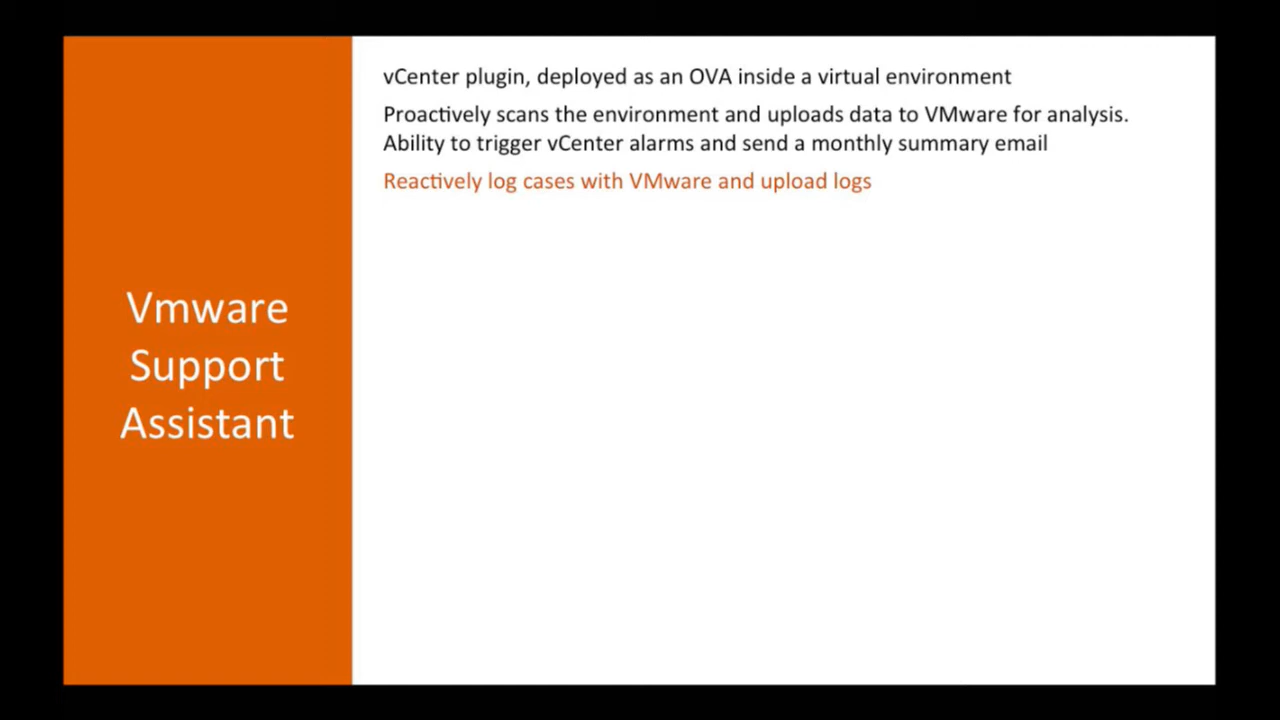 Vmware
Support
Assistant
vCenter plugin, deployed as an OVA inside a virtual environment
Proactively scans the environment and uploads data to VMware for analysis.
Ability to trigger vCenter alarms and send a monthly summary email
Reactively log cases with VMware and upload logs